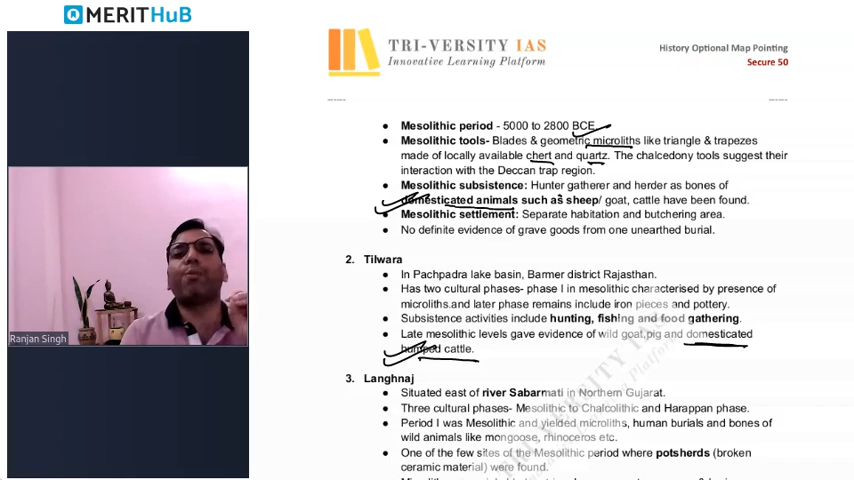 MERITHUB
TRI-VERSITY IAS
Innovative Learning Platform
History Optional Map Pointing
Secure 50
Ranjan Singh
● Mesolithic period - 5000 to 2800 BCE
● Mesolithic tools- Blades & geometric microliths like triangle & trapezes
made of locally available chert and quartz. The chalcedony tools suggest their
interaction with the Deccan trap region.
● Mesolithic subsistence: Hunter gatherer and herder as bones of
domesticated animals such as sheep/ goat, cattle have been found.
● Mesolithic settlement: Separate habitation and butchering area.
● No definite evidence of grave goods from one unearthed burial.
2. Tilwara
● In Pachpadra lake basin, Barmer district Rajasthan.
● Has two cultural phases- phase I in mesolithic characterised by presence of
microliths.and later phase remains include iron pieces and pottery.
● Subsistence activities include hunting, fishing and food gathering.
● Late mesolithic levels gave evidence of wild goat,pig and domesticated
humped cattle.
3. Langhnaj
● Situated east of river Sabarmati in Northern Gujarat.
● Three cultural phases- Mesolithic to Chalcolithic and Harappan phase.
● Period I was Mesolithic and yielded microliths, human burials and bones of
wild animals like mongoose, rhinoceros etc.
● One of the few sites of the Mesolithic period where potsherds (broken
ceramic material) were found.